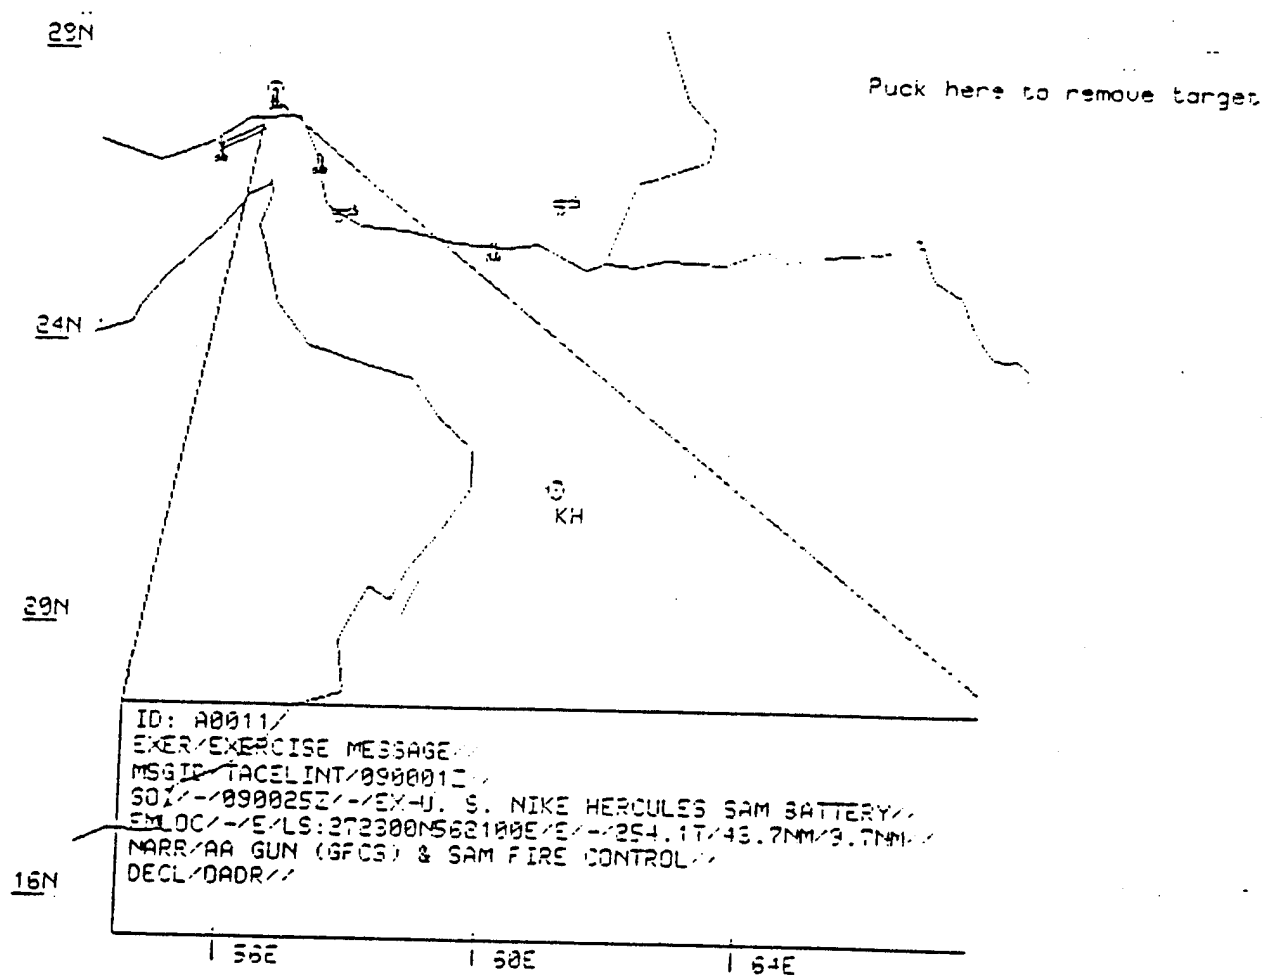 28N
Puck here to remove target
24N
KH
20N
ID: A0011/
EXER/EXERCISE MESSAGE//
MSGID/TACELINT/090001Z//
SOI/-/090025Z/-/EX-U. S. NIKE HERCULES SAM BATTERY//
EMLOC/-/E/LS:272300N562100E/E/-/254.1T/43.7NM/9.7NM//
NARR/AA GUN (GFCS) & SAM FIRE CONTROL//
DECL/OADR//
16N
56E 60E 64E